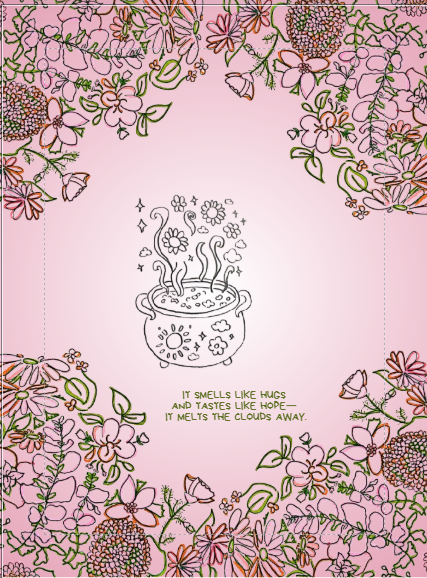 IT SMELLS LIKE HUGS
AND TASTES LIKE HOPE—
IT MELTS THE CLOUDS AWAY.